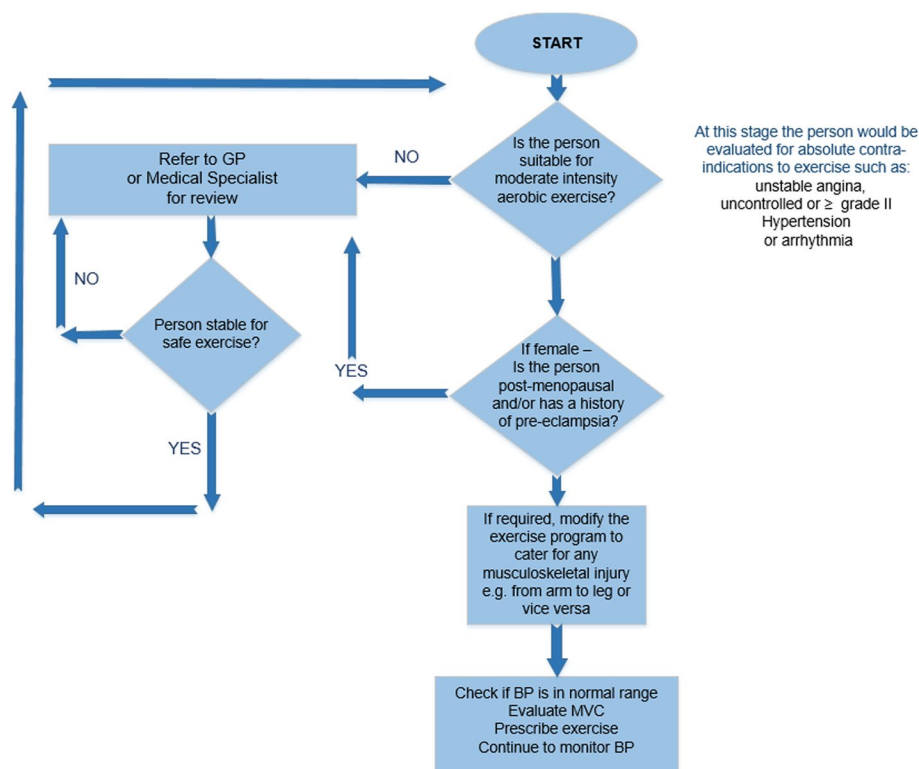 START
Is the person
suitable for
moderate intensity
aerobic exercise?
At this stage the person would be
evaluated for absolute contra-
indications to exercise such as:
unstable angina,
uncontrolled or ≥ grade II
Hypertension
or arrhythmia
NO
Refer to GP
or Medical Specialist
for review
NO
Person stable for
safe exercise?
YES
If female –
Is the person
post-menopausal
and/or has a history
of pre-eclampsia?
YES
If required, modify the
exercise program to
cater for any
musculoskeletal injury
e.g. from arm to leg or
vice versa
Check if BP is in normal range
Evaluate MVC
Prescribe exercise
Continue to monitor BP